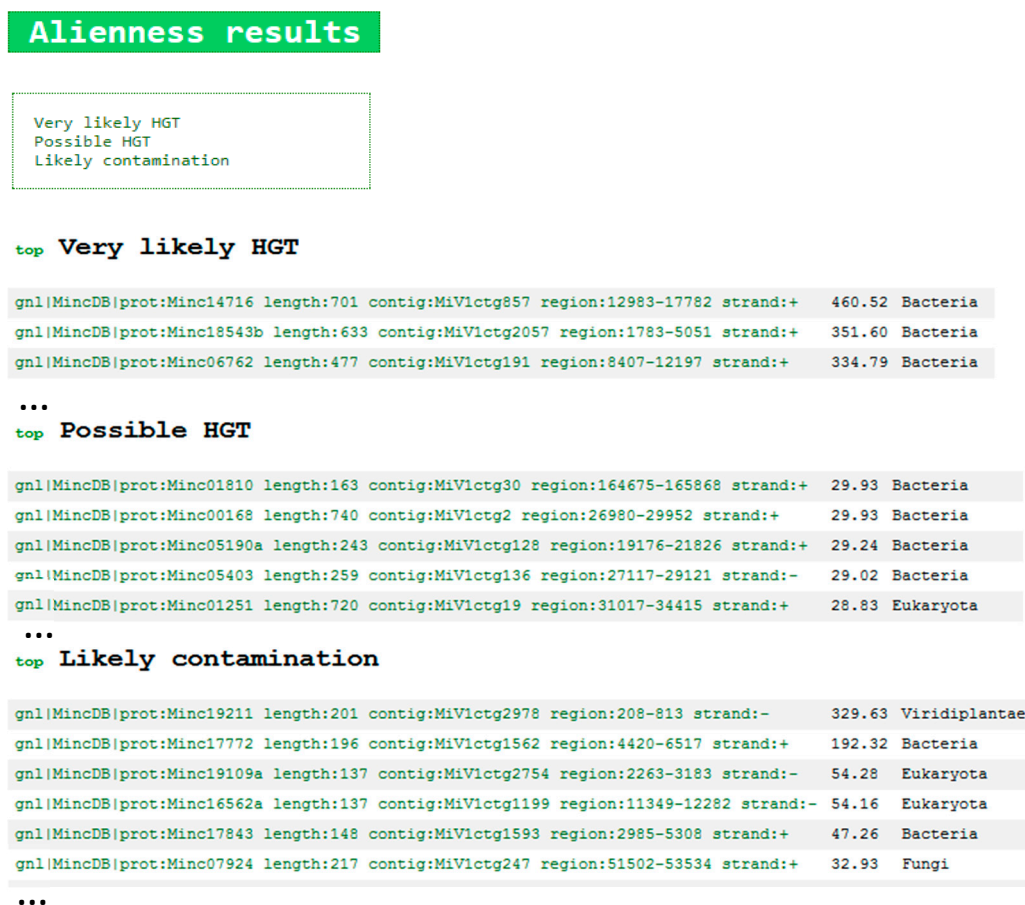 Alienness results
Very likely HGT
Possible HGT
Likely contamination
top Very likely HGT
gnl|MincDB|prot:Minc14716 length:701 contig:MiV1ctg857 region:12983-17782 strand:+ 460.52 Bacteria
gnl|MincDB|prot:Minc18543b length:633 contig:MiV1ctg2057 region:1783-5051 strand:+ 351.60 Bacteria
gnl|MincDB|prot:Minc06762 length:477 contig:MiV1ctg191 region:8407-12197 strand:+ 334.79 Bacteria
...
top Possible HGT
gnl|MincDB|prot:Minc01810 length:163 contig:MiV1ctg30 region:164675-165868 strand:+ 29.93 Bacteria
gnl|MincDB|prot:Minc00168 length:740 contig:MiV1ctg2 region:26980-29952 strand:+ 29.93 Bacteria
gnl|MincDB|prot:Minc05190a length:243 contig:MiV1ctg128 region:19176-21826 strand:+ 29.24 Bacteria
gnl|MincDB|prot:Minc05403 length:259 contig:MiV1ctg136 region:27117-29121 strand:- 29.02 Bacteria
gnl|MincDB|prot:Minc01251 length:720 contig:MiV1ctg19 region:31017-34415 strand:+ 28.83 Eukaryota
...
top Likely contamination
gnl|MincDB|prot:Minc19211 length:201 contig:MiV1ctg2978 region:208-813 strand:- 329.63 Viridiplantae
gnl|MincDB|prot:Minc17772 length:196 contig:MiV1ctg1562 region:4420-6517 strand:+ 192.32 Bacteria
gnl|MincDB|prot:Minc19109a length:137 contig:MiV1ctg2754 region:2263-3183 strand:- 54.28 Eukaryota
gnl|MincDB|prot:Minc16562a length:137 contig:MiV1ctg1199 region:11349-12282 strand:- 54.16 Eukaryota
gnl|MincDB|prot:Minc17843 length:148 contig:MiV1ctg1593 region:2985-5308 strand:+ 47.26 Bacteria
gnl|MincDB|prot:Minc07924 length:217 contig:MiV1ctg247 region:51502-53534 strand:+ 32.93 Fungi
...